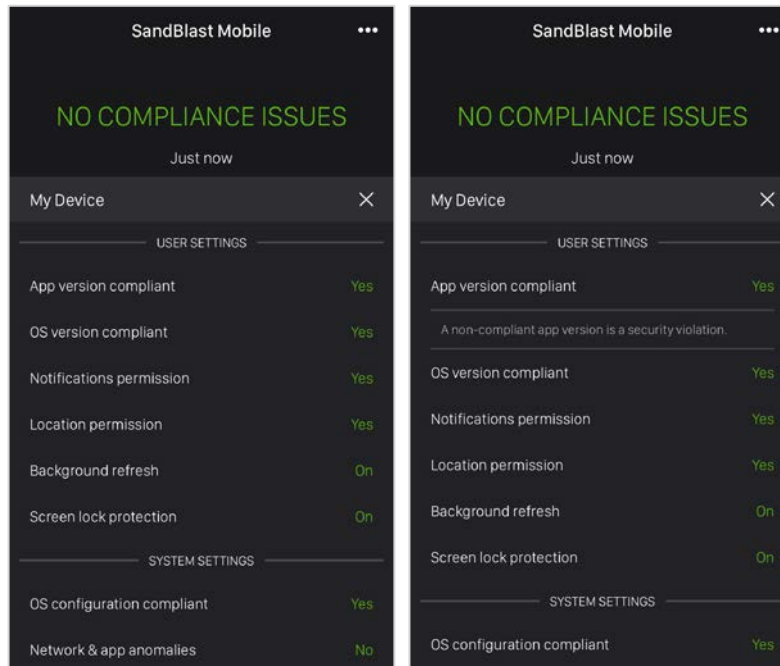 SandBlast Mobile •••
NO COMPLIANCE ISSUES
Just now
My Device ×
USER SETTINGS
App version compliant Yes
OS version compliant Yes
Notifications permission Yes
Location permission Yes
Background refresh On
Screen lock protection On
SYSTEM SETTINGS
OS configuration compliant Yes
Network & app anomalies No
SandBlast Mobile •••
NO COMPLIANCE ISSUES
Just now
My Device ×
USER SETTINGS
App version compliant Yes
A non-compliant app version is a security violation.
OS version compliant Yes
Notifications permission Yes
Location permission Yes
Background refresh On
Screen lock protection On
SYSTEM SETTINGS
OS configuration compliant Yes